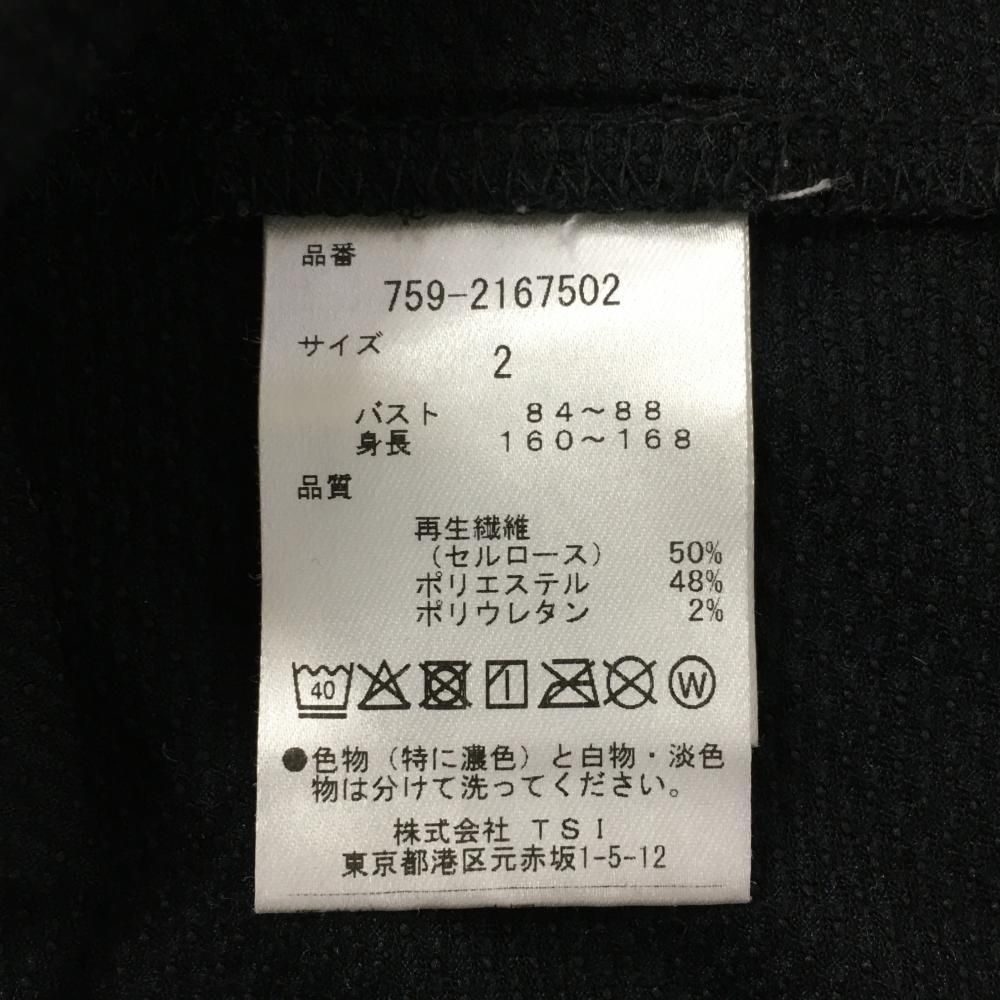 品番
759-2167502
サイズ
2
バスト 84～88
身長 160～168
品質
再生繊維
（セルロース） 50%
ポリエステル 48%
ポリウレタン 2%
40 W
●色物（特に濃色）と白物・淡色
物は分けて洗ってください。
株式会社 TSI
東京都港区元赤坂1-5-12